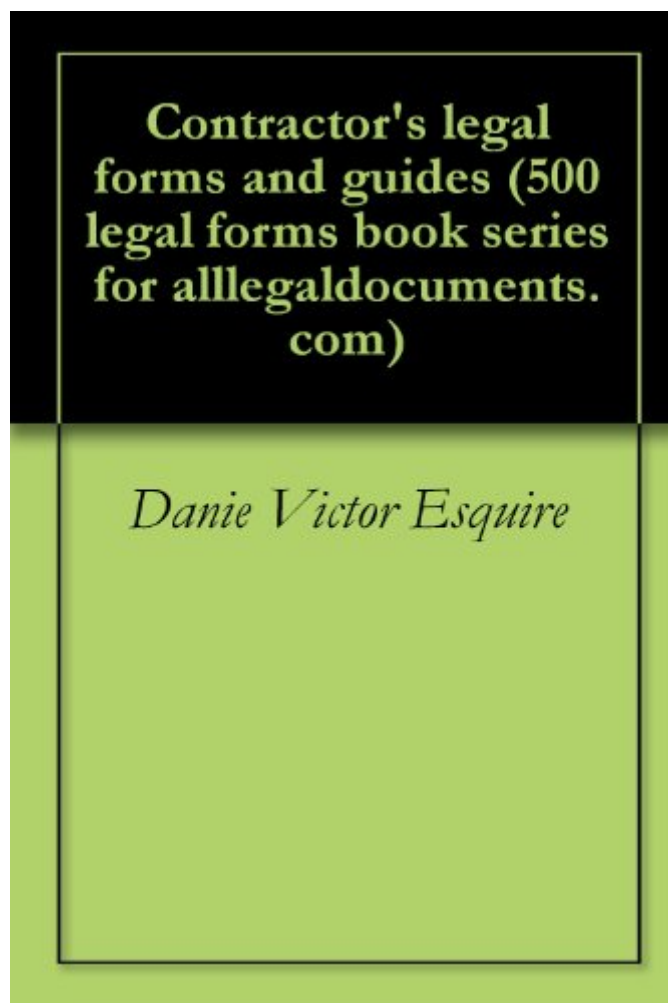 Contractor's legal
forms and guides (500
legal forms book series
for alllegaldocuments.
com)
Danie Victor Esquire